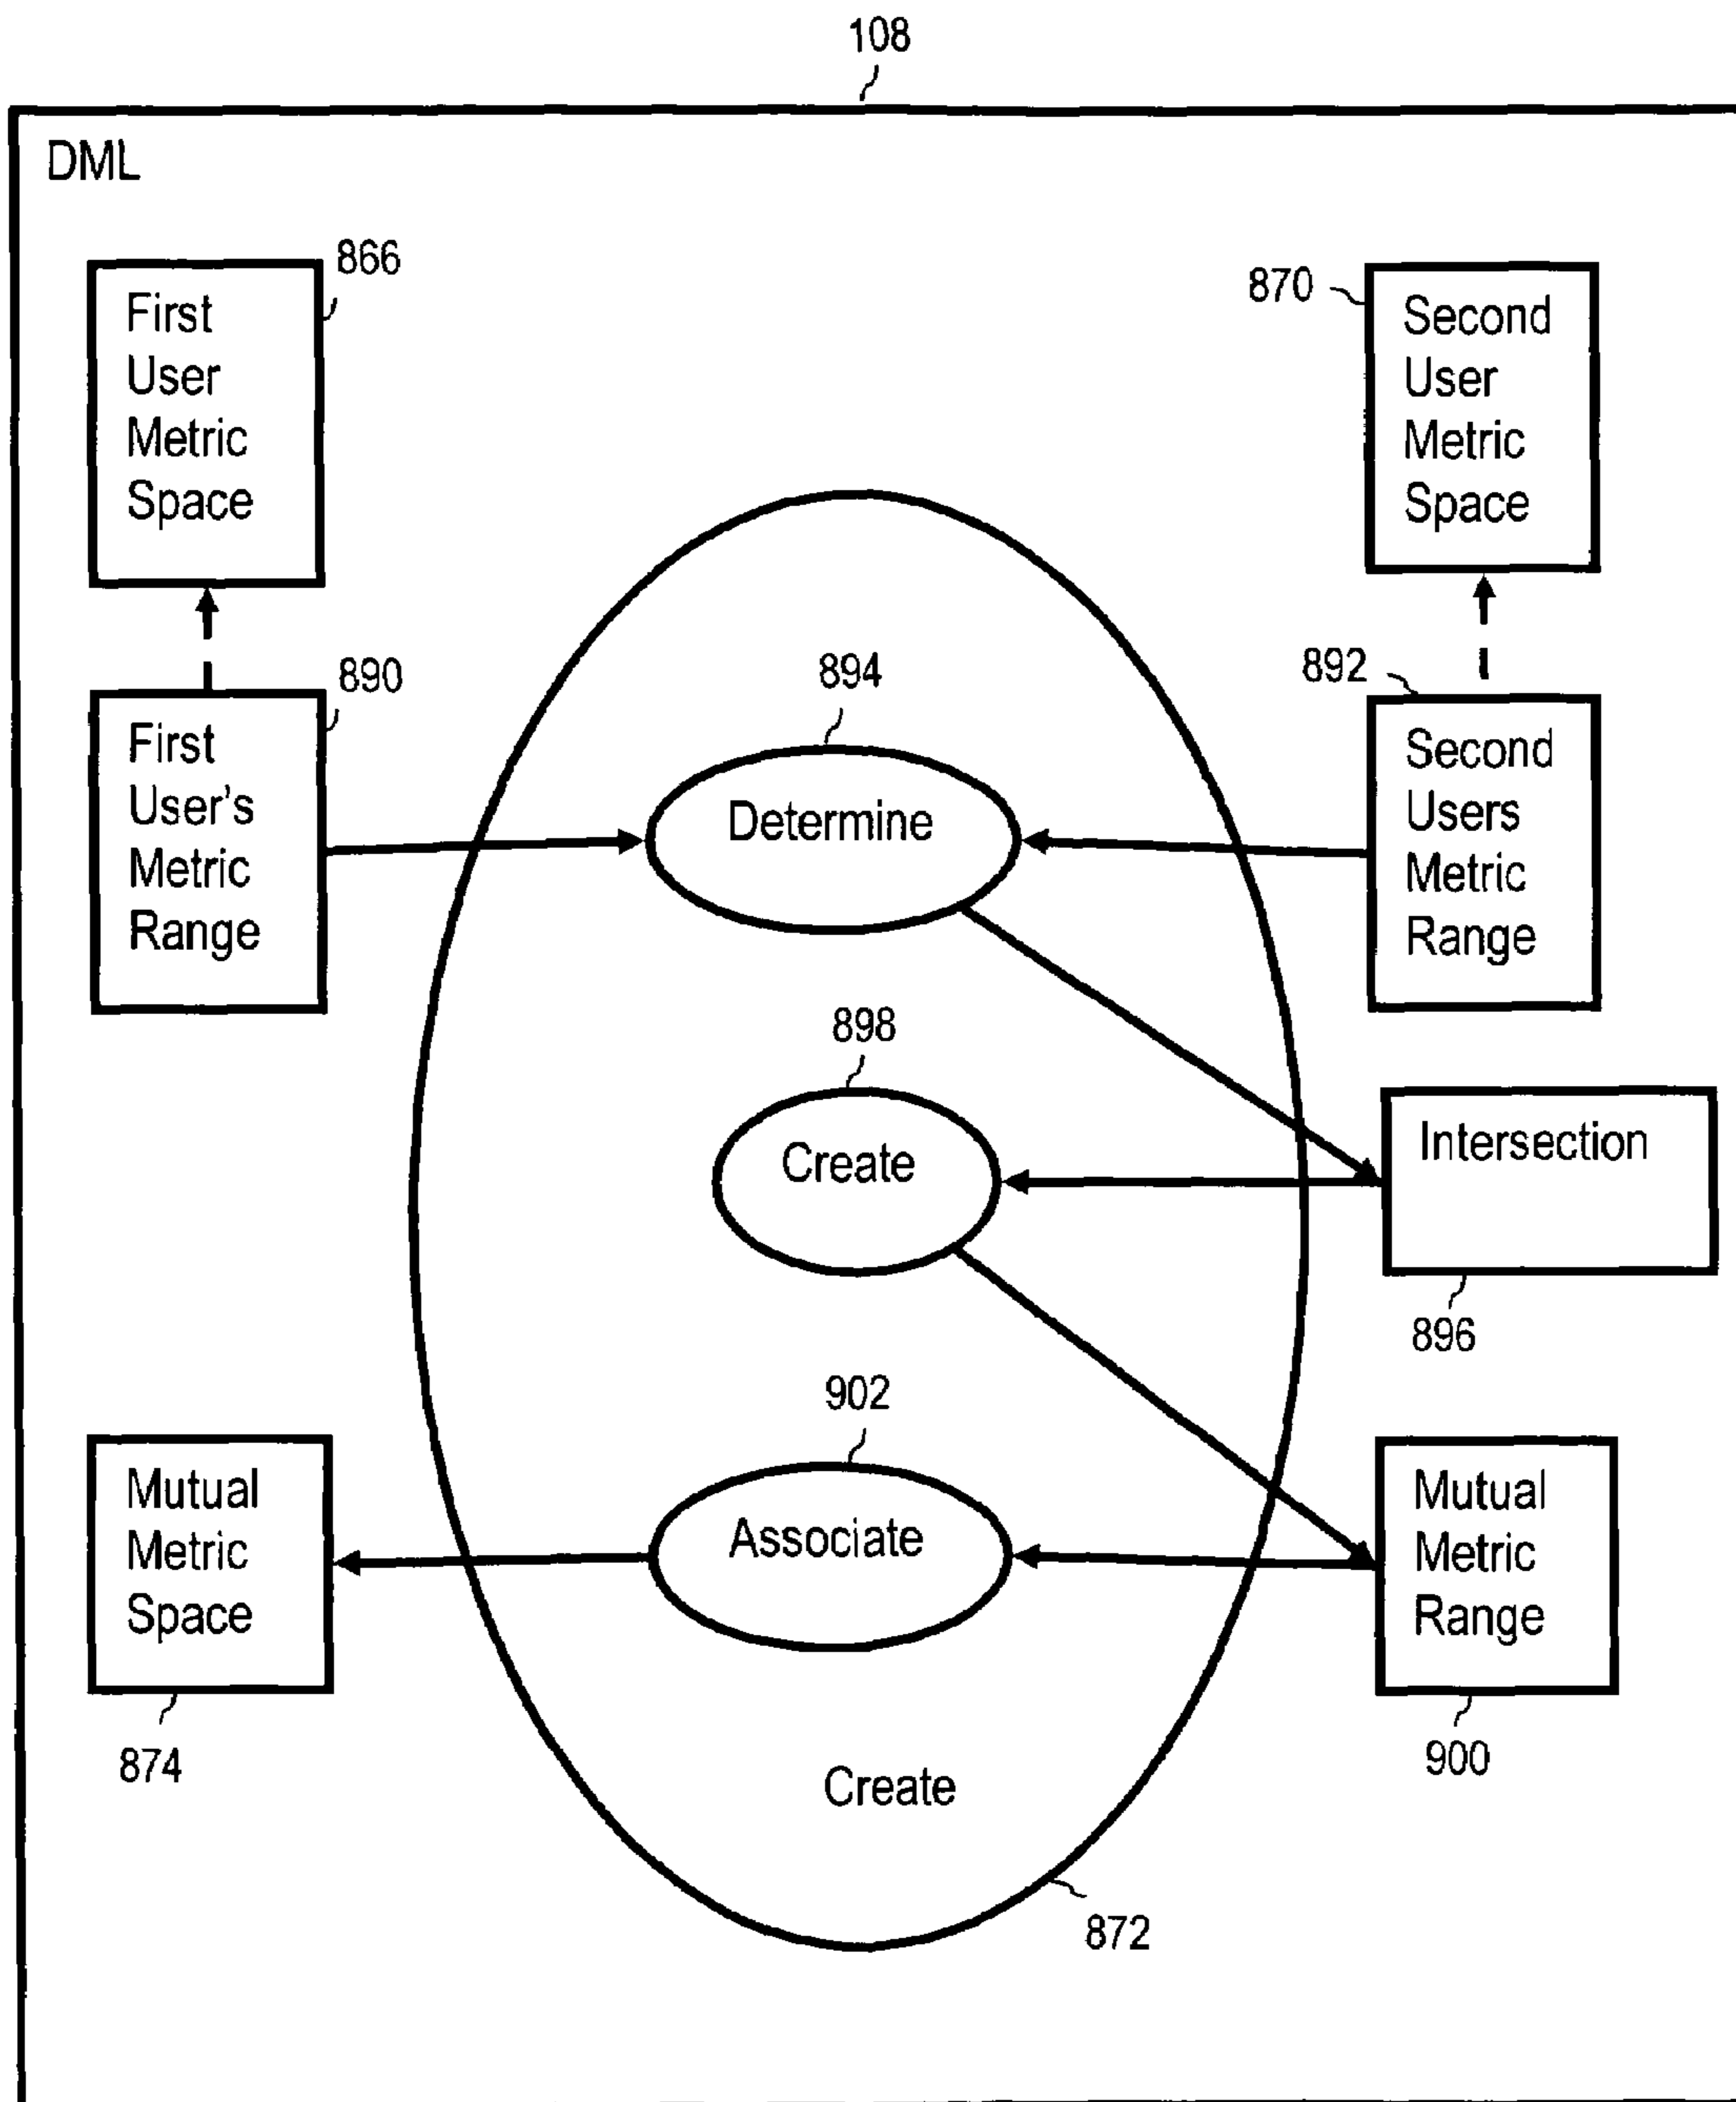 108
DML
866
First
User
Metric
Space
870
Second
User
Metric
Space
890
First
User's
Metric
Range
894
Determine
892
Second
Users
Metric
Range
898
Create
Intersection
896
902
Associate
Mutual
Metric
Space
874
Mutual
Metric
Range
900
Create
872